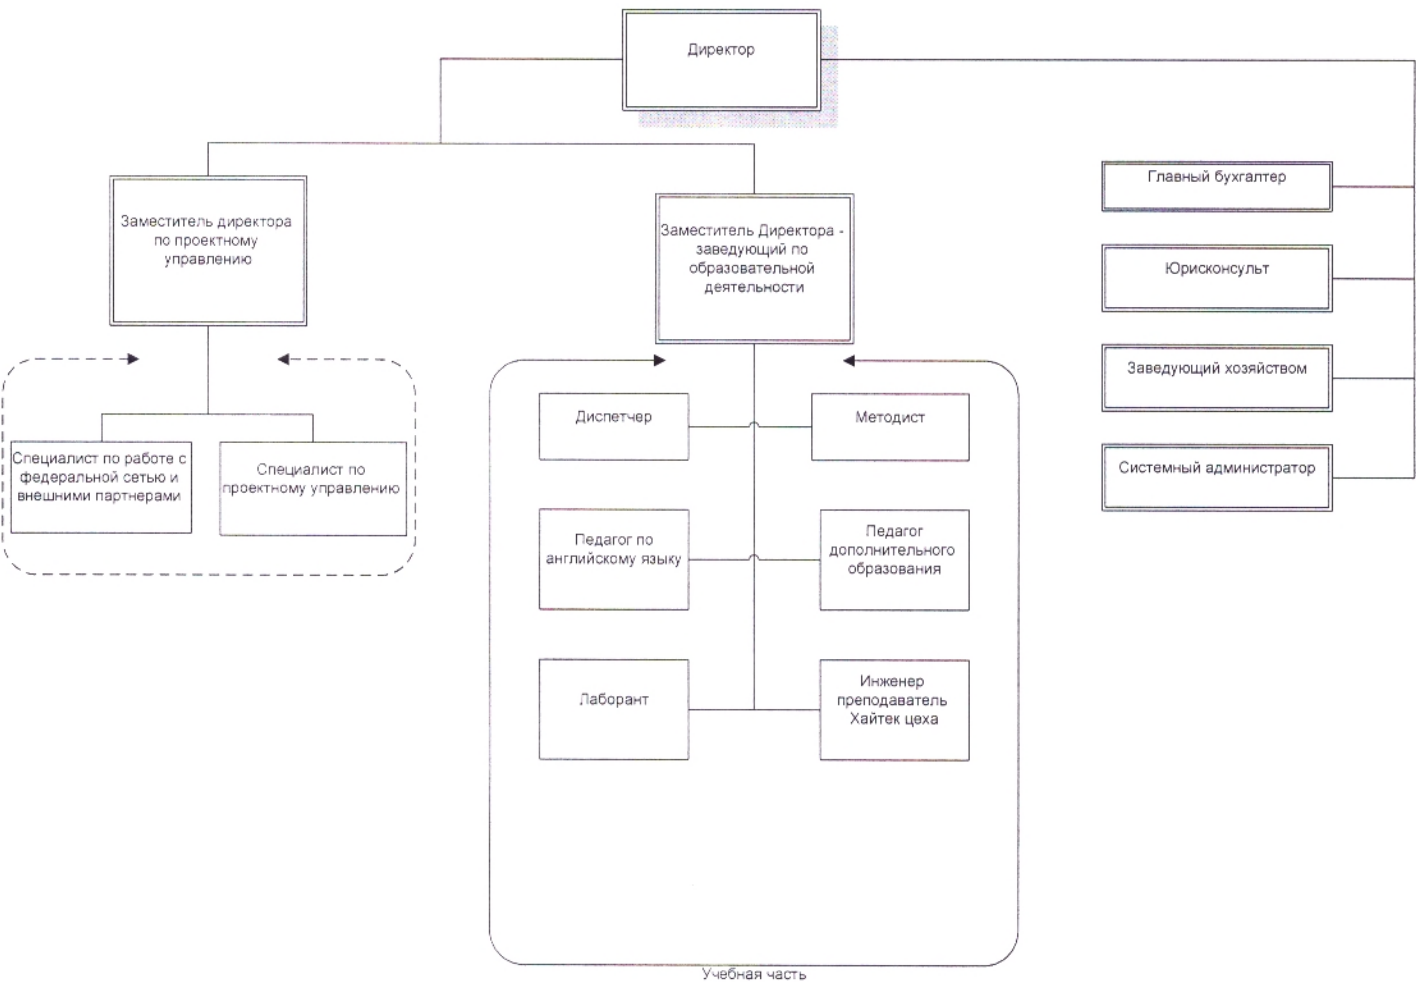 Директор
Заместитель директора
по проектному
управлению
Заместитель Директора -
заведующий по
образовательной
деятельности
Главный бухгалтер
Юрисконсульт
Заведующий хозяйством
Системный администратор
Специалист по работе с
федеральной сетью и
внешними партнерами
Специалист по
проектному управлению
Диспетчер
Методист
Педагог по
английскому языку
Педагог
дополнительного
образования
Лаборант
Инженер
преподаватель
Хайтек цеха
Учебная часть